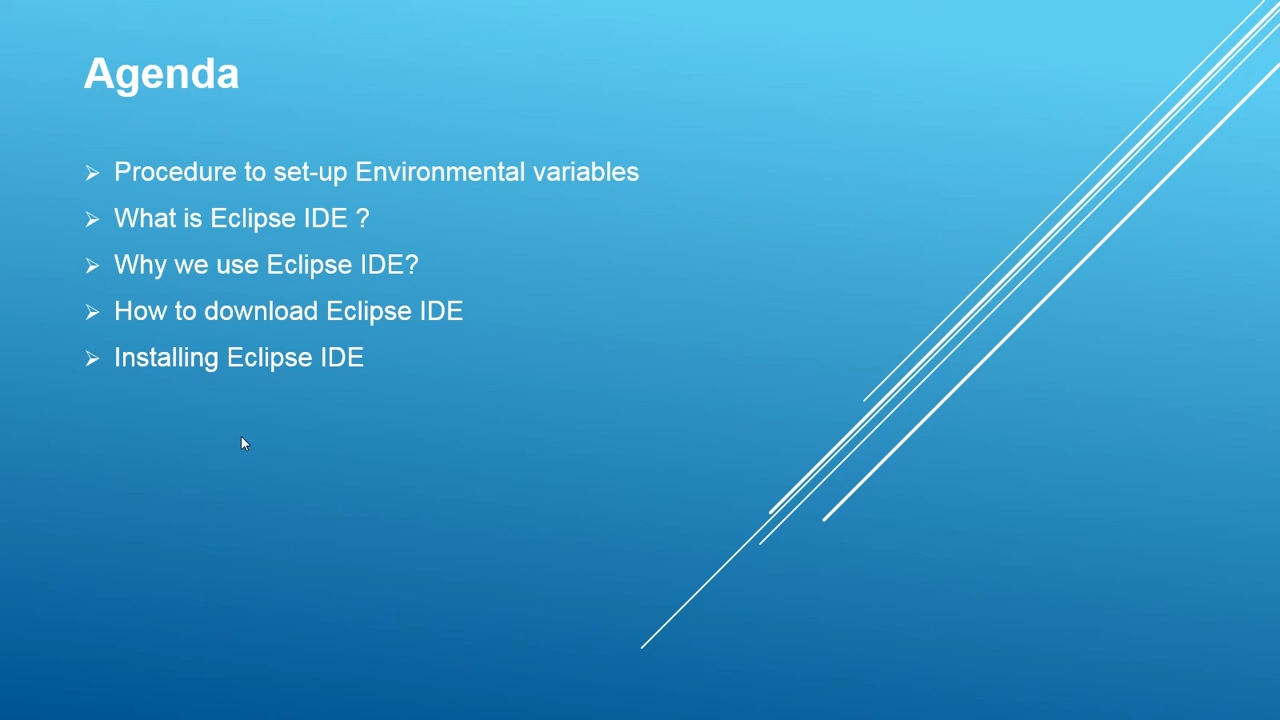 Agenda
Procedure to set-up Environmental variables
What is Eclipse IDE ?
Why we use Eclipse IDE?
How to download Eclipse IDE
Installing Eclipse IDE